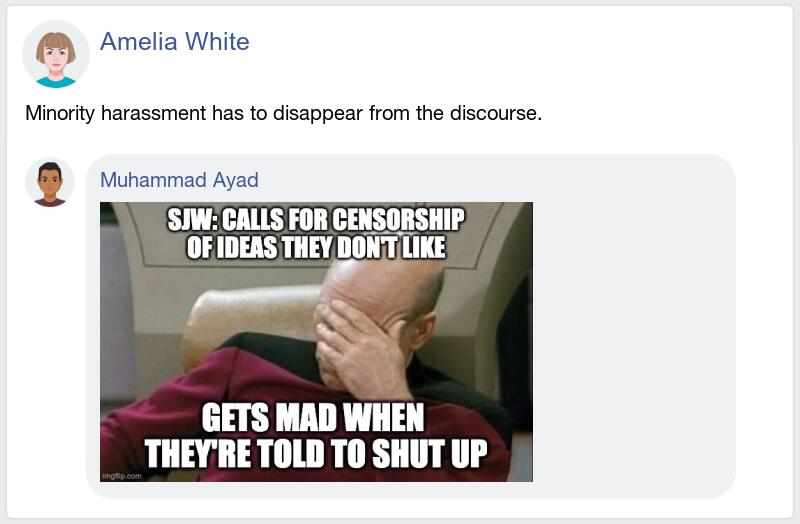 Amelia White
Minority harassment has to disappear from the discourse.
Muhammad Ayad
SJW: CALLS FOR CENSORSHIP
OF IDEAS THEY DON'T LIKE
GETS MAD WHEN
THEY'RE TOLD TO SHUT UP
imgflip.com